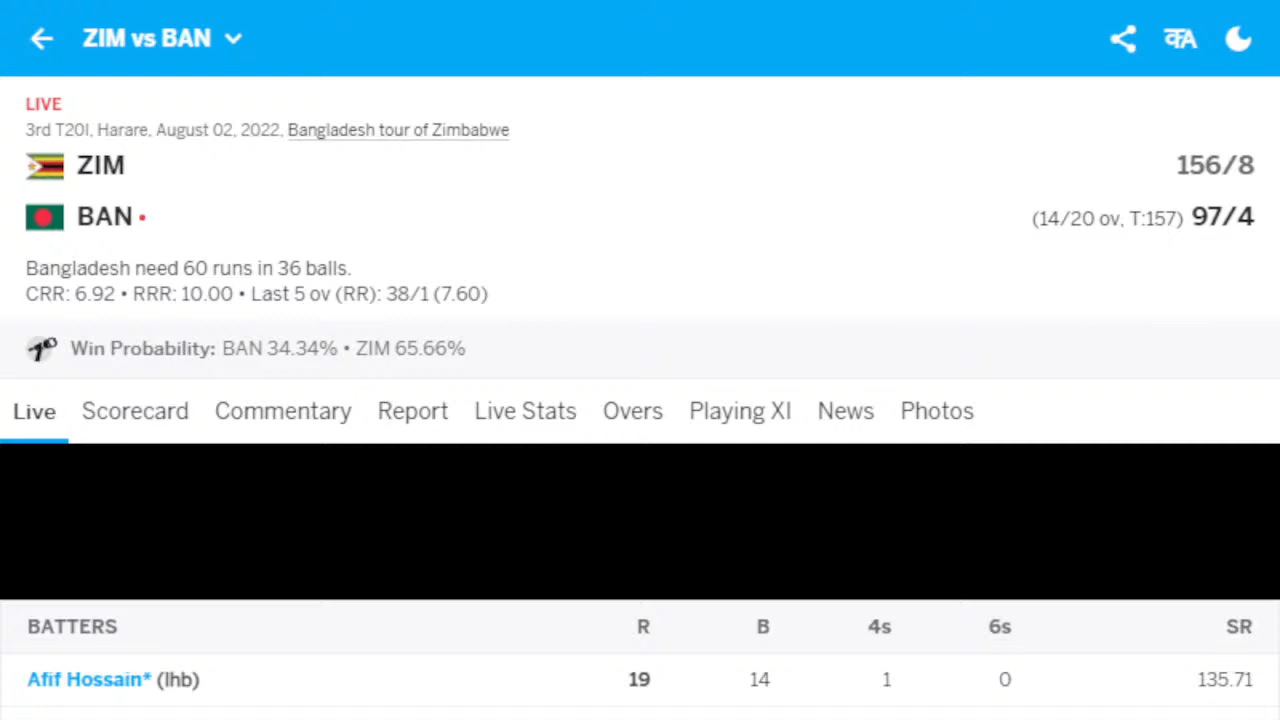 ZIM vs BAN
कA
LIVE
3rd T20I, Harare, August 02, 2022, Bangladesh tour of Zimbabwe
ZIM 156/8
BAN • (14/20 ov, T:157) 97/4
Bangladesh need 60 runs in 36 balls.
CRR: 6.92 • RRR: 10.00 • Last 5 ov (RR): 38/1 (7.60)
Win Probability: BAN 34.34% • ZIM 65.66%
Live Scorecard Commentary Report Live Stats Overs Playing XI News Photos
BATTERS R B 4s 6s SR
Afif Hossain* (lhb) 19 14 1 0 135.71